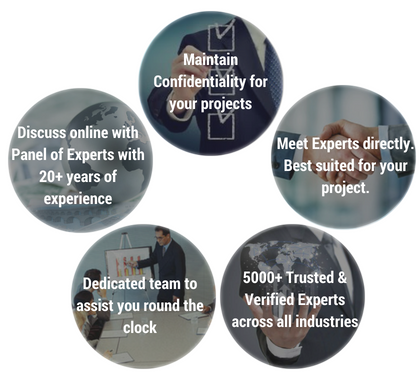 Maintain
Confidentiality for
your projects
Discuss online with
Panel of Experts with
20+ years of
experience
Meet Experts directly.
Best suited for your
project.
Dedicated team to
assist you round the
clock
5000+ Trusted &
Verified Experts
across all industries